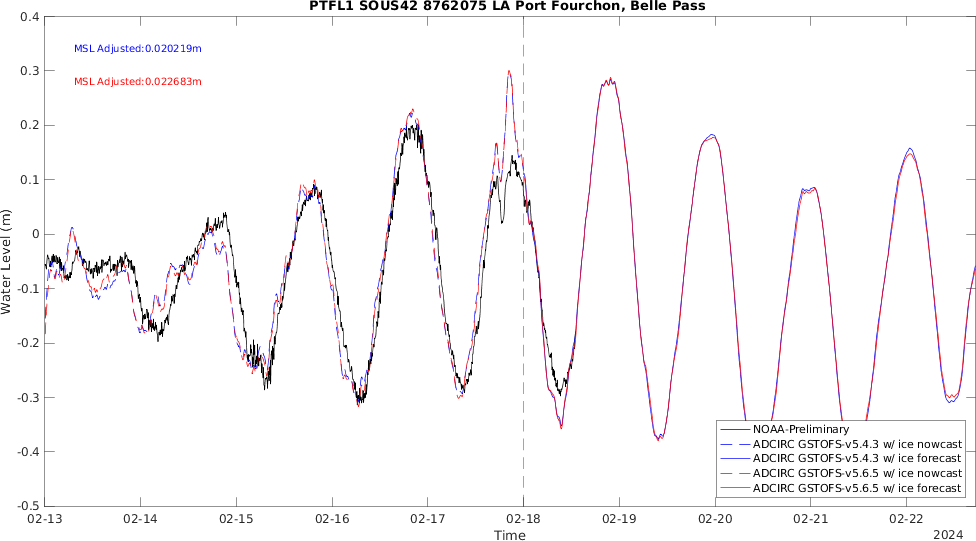 PTFL1 SOUS42 8762075 LA Port Fourchon, Belle Pass
0.4
0.3
0.2
0.1
0
-0.1
-0.2
-0.3
-0.4
-0.5
Water Level (m)
MSL Adjusted:0.020219m
MSL Adjusted:0.022683m
NOAA-Preliminary
ADCIRC GSTOFS-v5.4.3 w/ ice nowcast
ADCIRC GSTOFS-v5.4.3 w/ ice forecast
ADCIRC GSTOFS-v5.6.5 w/ ice nowcast
ADCIRC GSTOFS-v5.6.5 w/ ice forecast
02-13 02-14 02-15 02-16 02-17 02-18 02-19 02-20 02-21 02-22
Time
2024